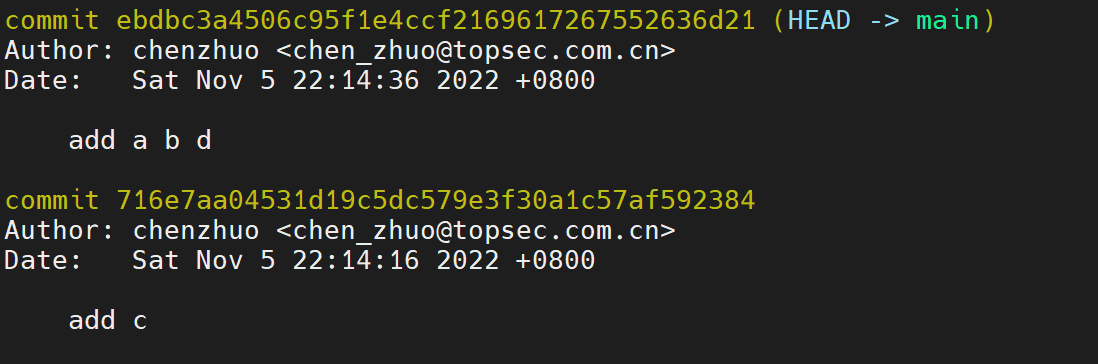 commit ebdbc3a4506c95f1e4ccf2169617267552636d21 (HEAD -> main)
Author: chenzhuo <chen_zhuo@topsec.com.cn>
Date:   Sat Nov 5 22:14:36 2022 +0800
add a b d
commit 716e7aa04531d19c5dc579e3f30a1c57af592384
Author: chenzhuo <chen_zhuo@topsec.com.cn>
Date:   Sat Nov 5 22:14:16 2022 +0800
add c